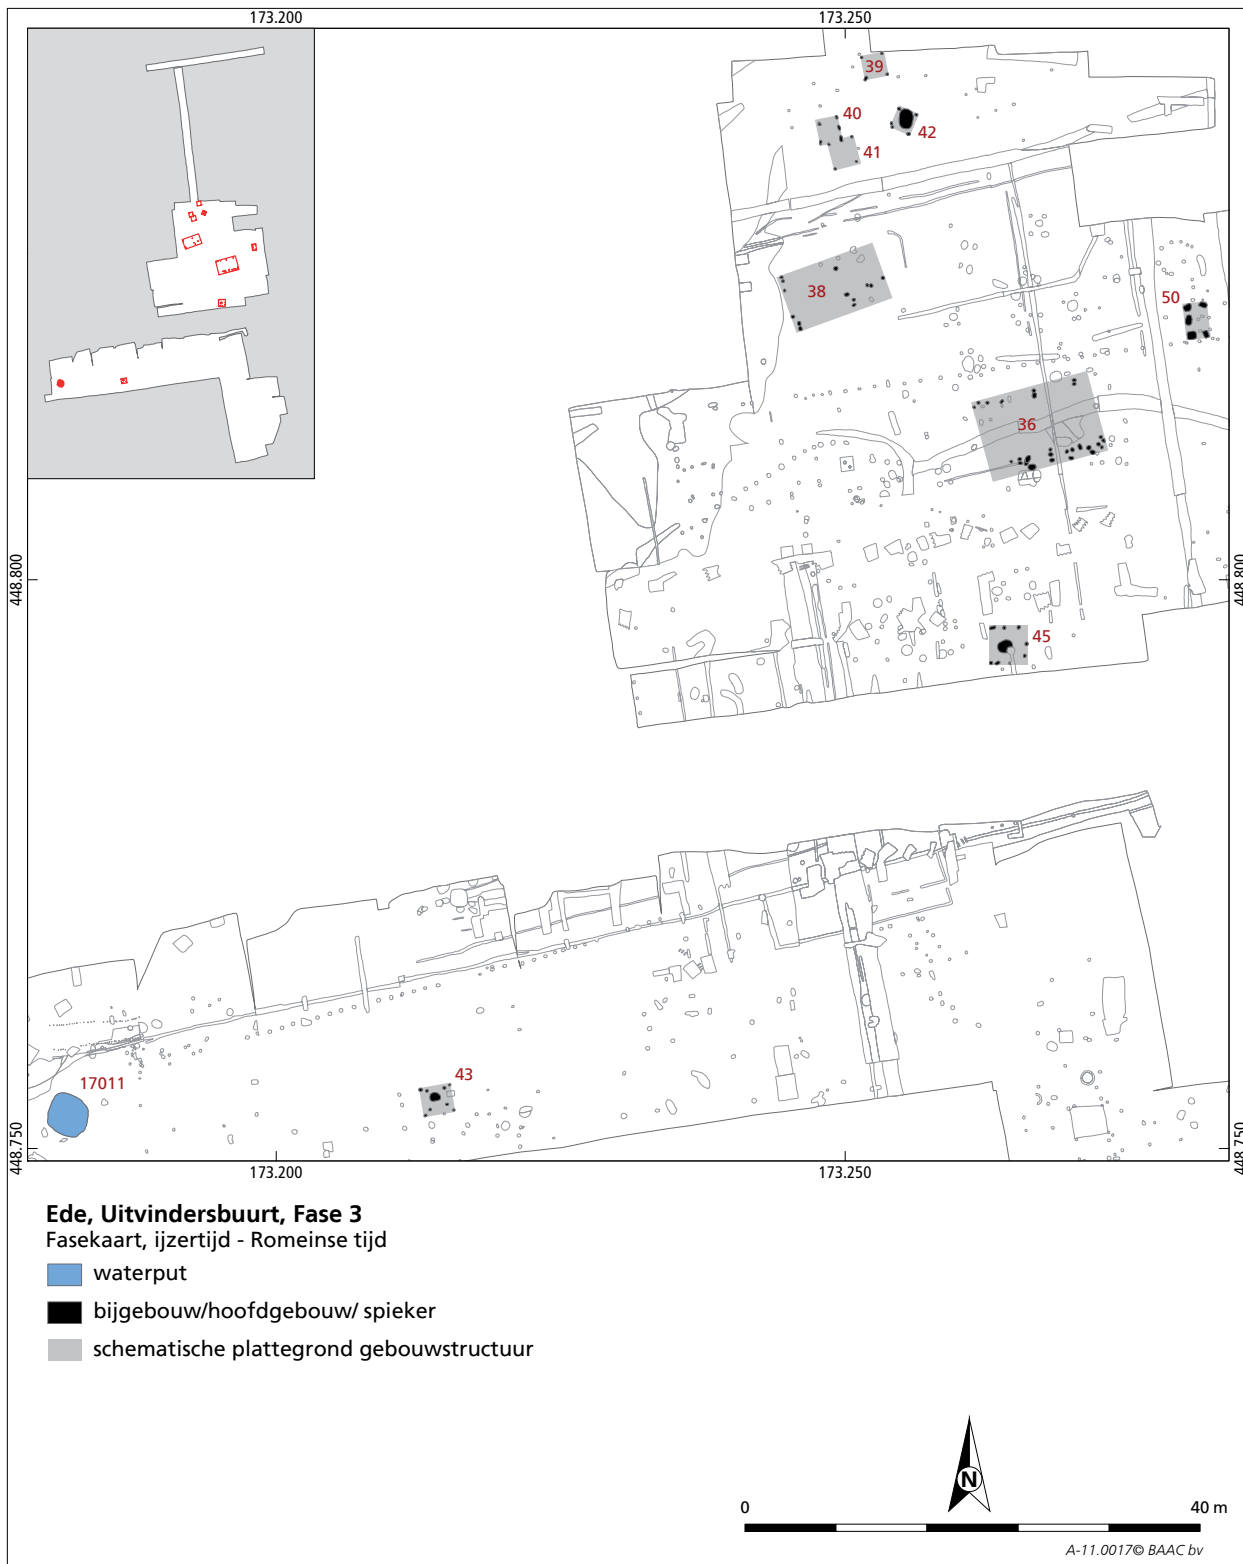 173.200 173.250
39
40
42
41
38
50
36
448.800 448.800
45
17011
43
448.750 448.750
173.200 173.250
Ede, Uitvindersbuurt, Fase 3
Fasekaart, ijzertijd - Romeinse tijd
waterput
bijgebouw/hoofdgebouw/ spieker
schematische plattegrond gebouwstructuur
N
0 40 m
A-11.0017© BAAC bv